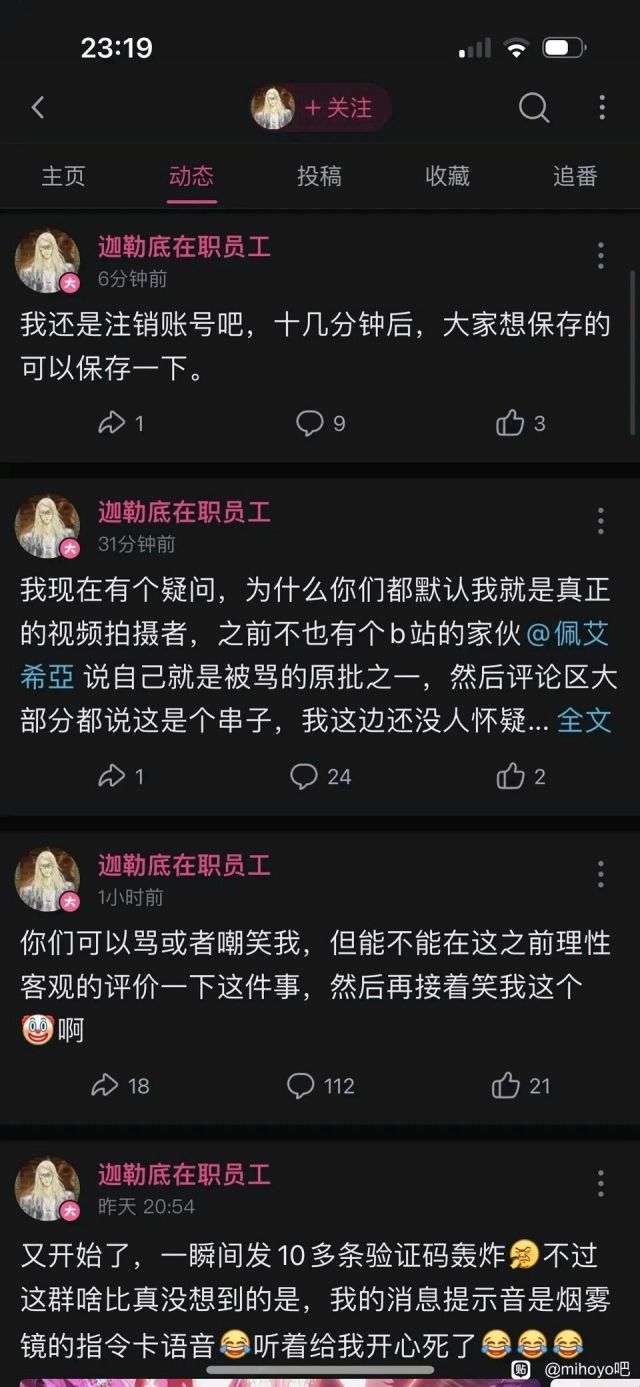 23:19
+ 关注
主页 动态 投稿 收藏 追番
迦勒底在职员工
大
6分钟前
我还是注销账号吧，十几分钟后，大家想保存的
可以保存一下。
1 9 3
迦勒底在职员工
大
31分钟前
我现在有个疑问，为什么你们都默认我就是真正
的视频拍摄者，之前不也有个b站的家伙@佩艾
希亞 说自己就是被骂的原批之一，然后评论区大
部分都说这是个串子，我这边还没人怀疑... 全文
1 24 2
迦勒底在职员工
大
1小时前
你们可以骂或者嘲笑我，但能不能在这之前理性
客观的评价一下这件事，然后再接着笑我这个
🤡啊
18 112 21
迦勒底在职员工
大
昨天 20:54
又开始了，一瞬间发10多条验证码轰炸不过
这群啥比真没想到的是，我的消息提示音是烟雾
镜的指令卡语音😂听着给我开心死了😂😂😂
贴 @mihoyo吧